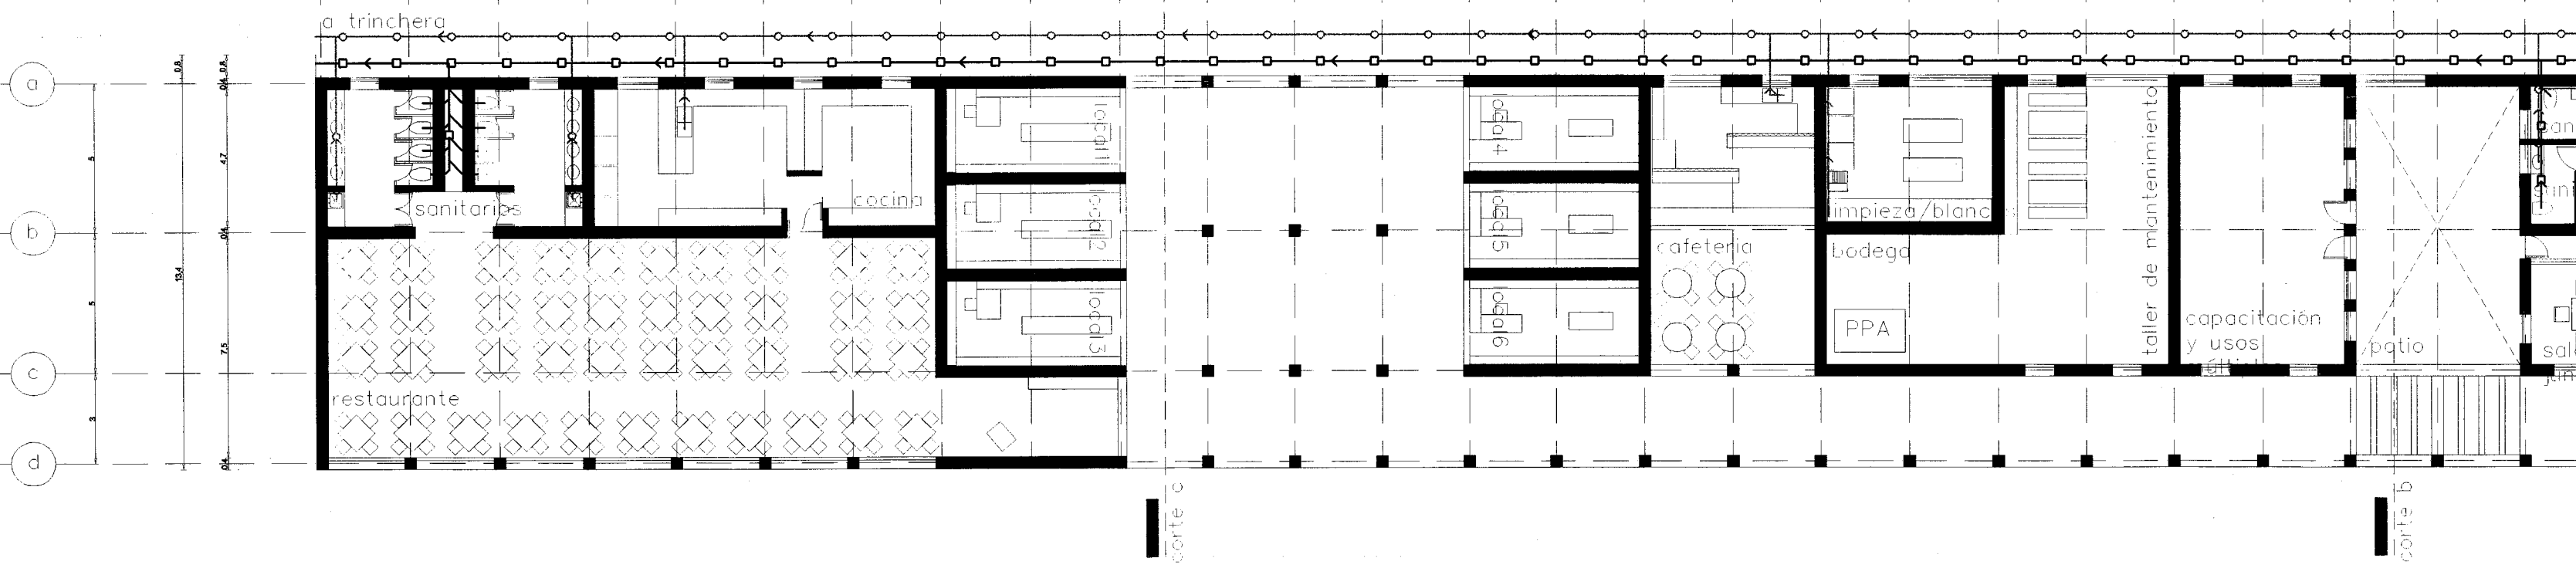 a trinchera
a
0,8
0,8
0,4
5
4,7
sanitarios
cocina
local1
local2
local3
local4
local5
local6
limpieza/blancos
taller de mantenimiento
b
0,4
cafeteria
bodega
13,4
5
7,5
PPA
capacitación
y usos
patio
c
restaurante
3
d
0,4
corte c
corte b